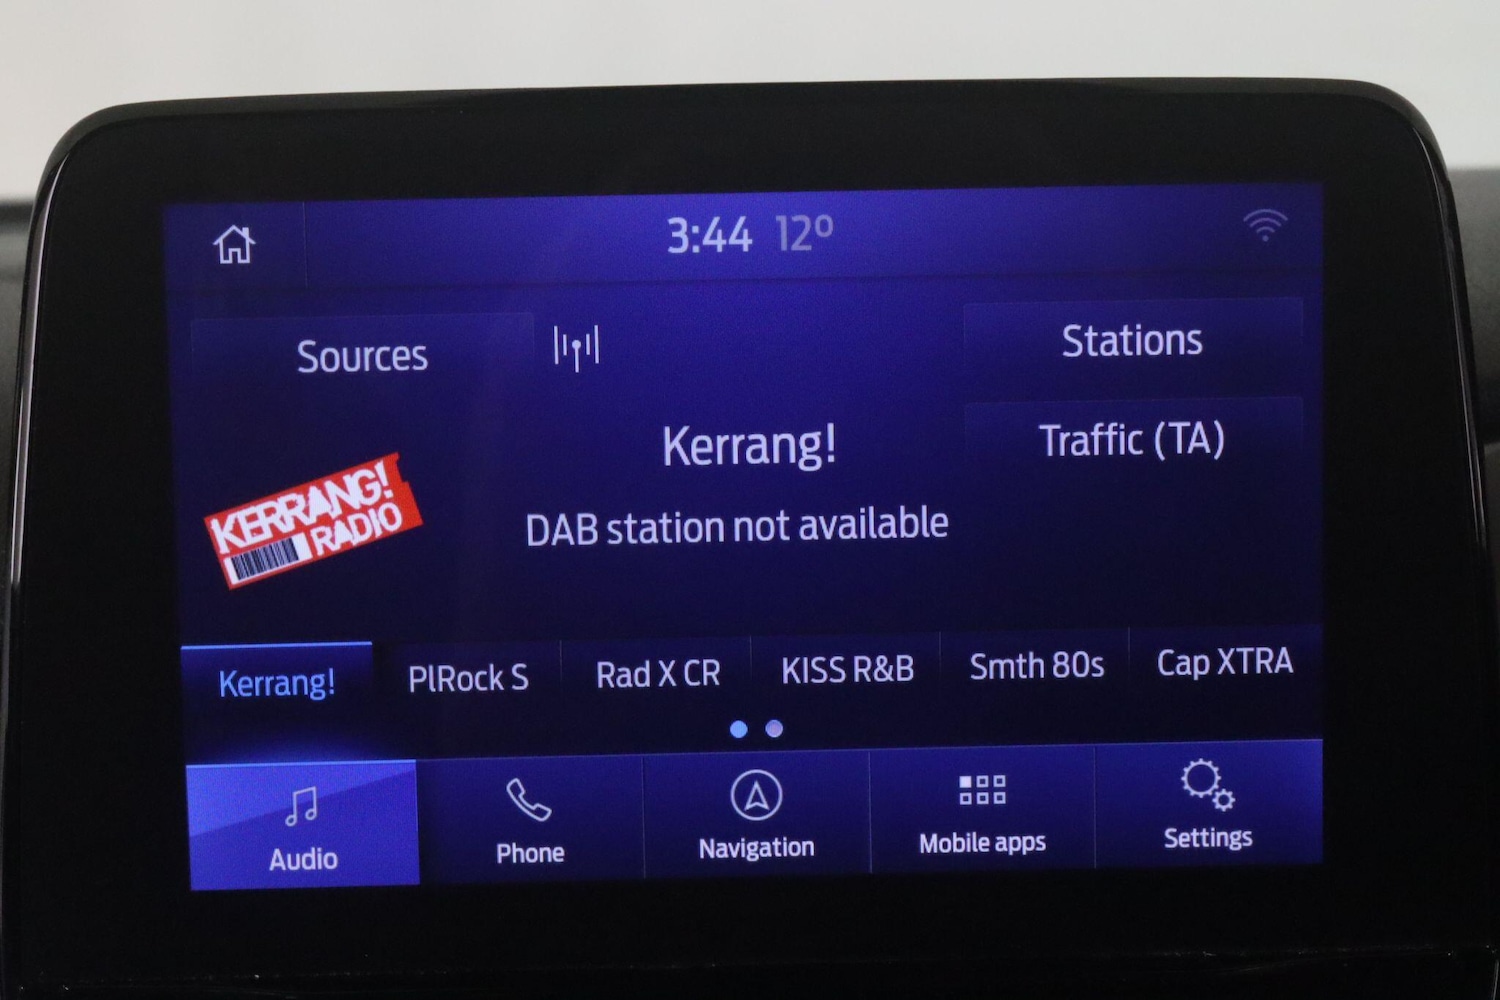 3:44 12°
Sources
Stations
Kerrang!
Traffic (TA)
KERRANG!
RADIO
DAB station not available
Kerrang!
PlRock S
Rad X CR
KISS R&B
Smth 80s
Cap XTRA
Audio
Phone
Navigation
Mobile apps
Settings